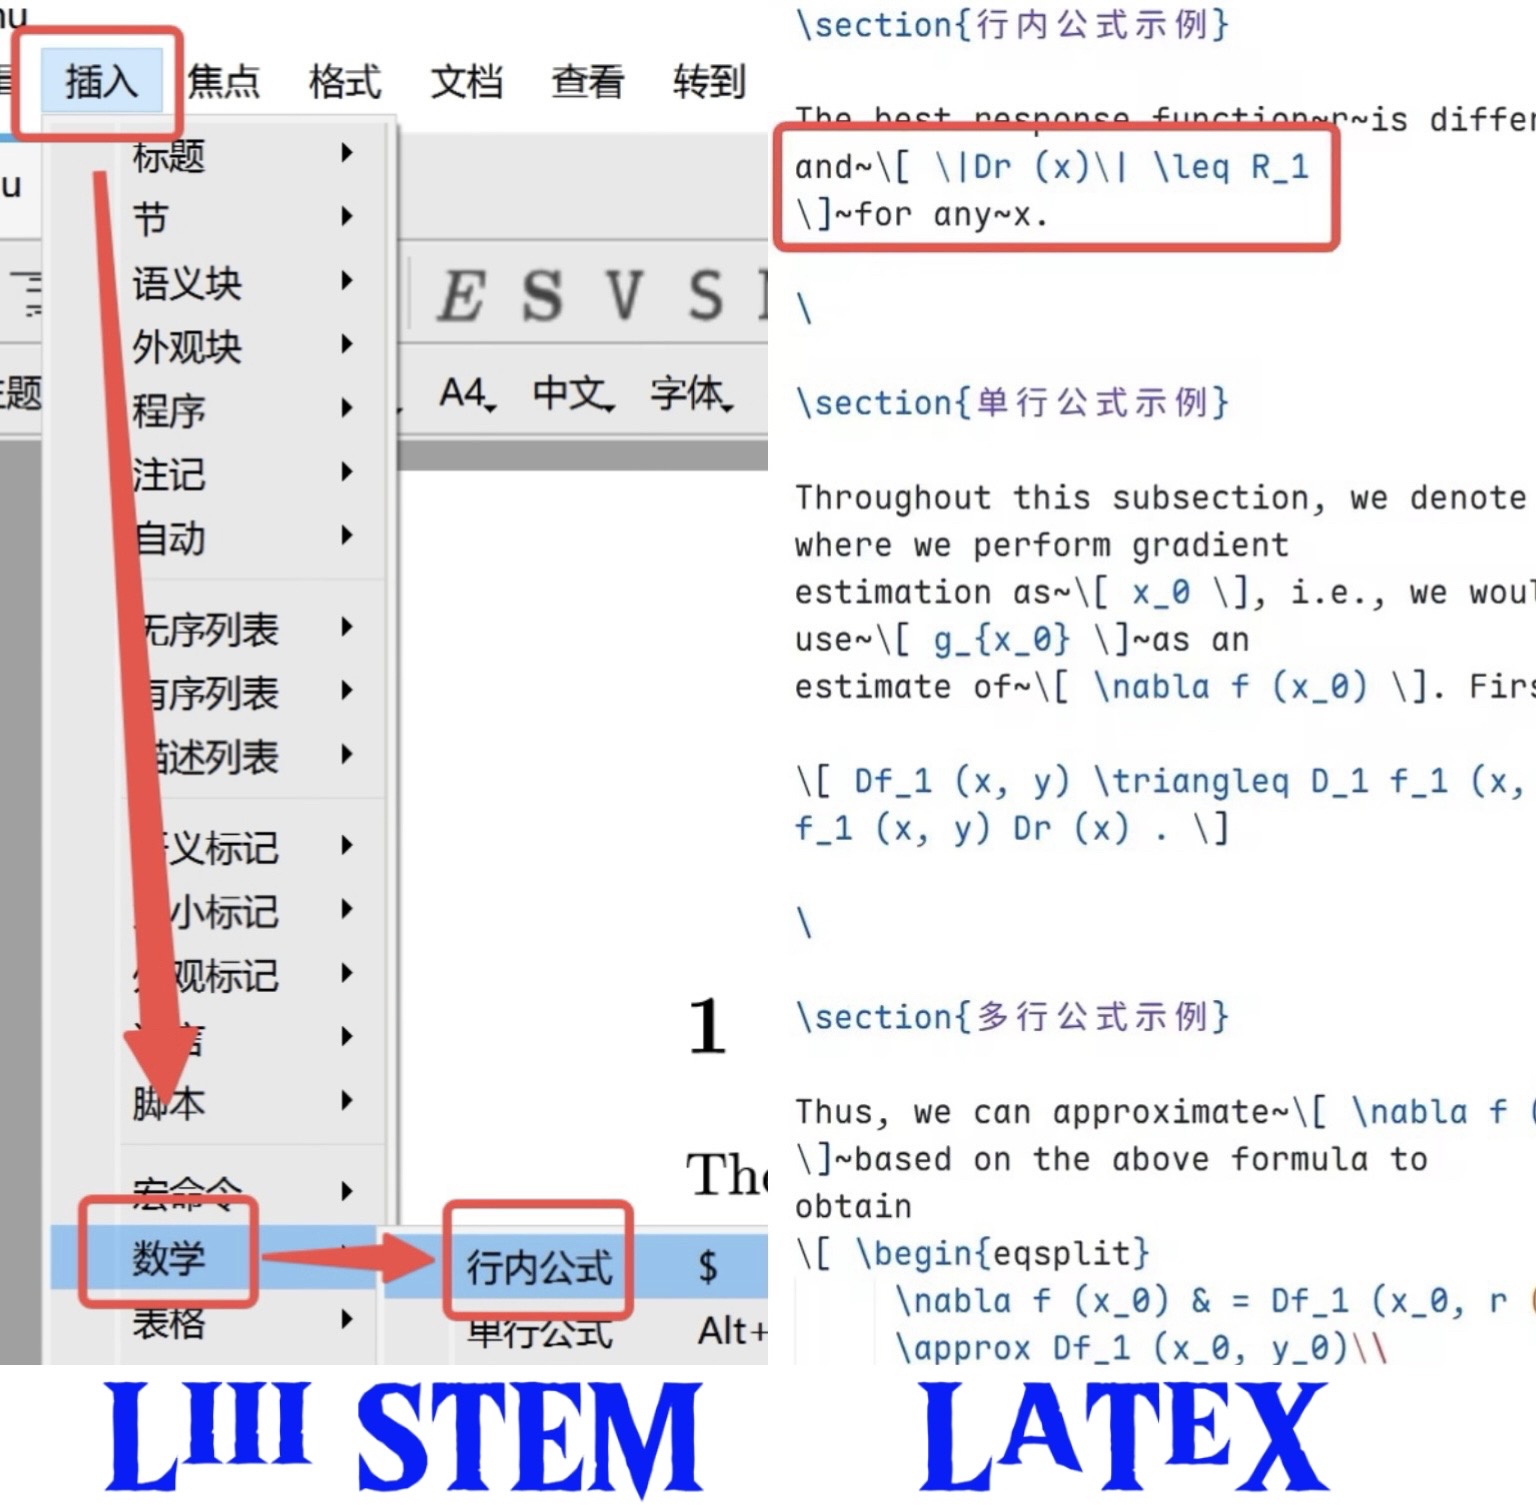 插入 焦点 格式 文档 查看 转到
标题
节
语义块
外观块
程序
注记
自动
无序列表
有序列表
描述列表
标记
小标记
观标记
脚本
宏命令
数学
表格
行内公式 $
单行公式 Alt+
E S V S
A4 中文 字体
1
The
LIII STEM
\section{行内公式示例}
The best response function~r~is differ
and~\[ \|Dr (x)\| \leq R_1
\]~for any~x.
\
\section{单行公式示例}
Throughout this subsection, we denote
where we perform gradient
estimation as~\[ x_0 \], i.e., we woul
use~\[ g_{x_0} \]~as an
estimate of~\[ \nabla f (x_0) \]. Firs
\[ Df_1 (x, y) \triangleq D_1 f_1 (x,
f_1 (x, y) Dr (x) . \]
\
\section{多行公式示例}
Thus, we can approximate~\[ \nabla f (
\]~based on the above formula to
obtain
\[ \begin{eqsplit}
\nabla f (x_0) & = Df_1 (x_0, r (
\approx Df_1 (x_0, y_0)\\
LATEX